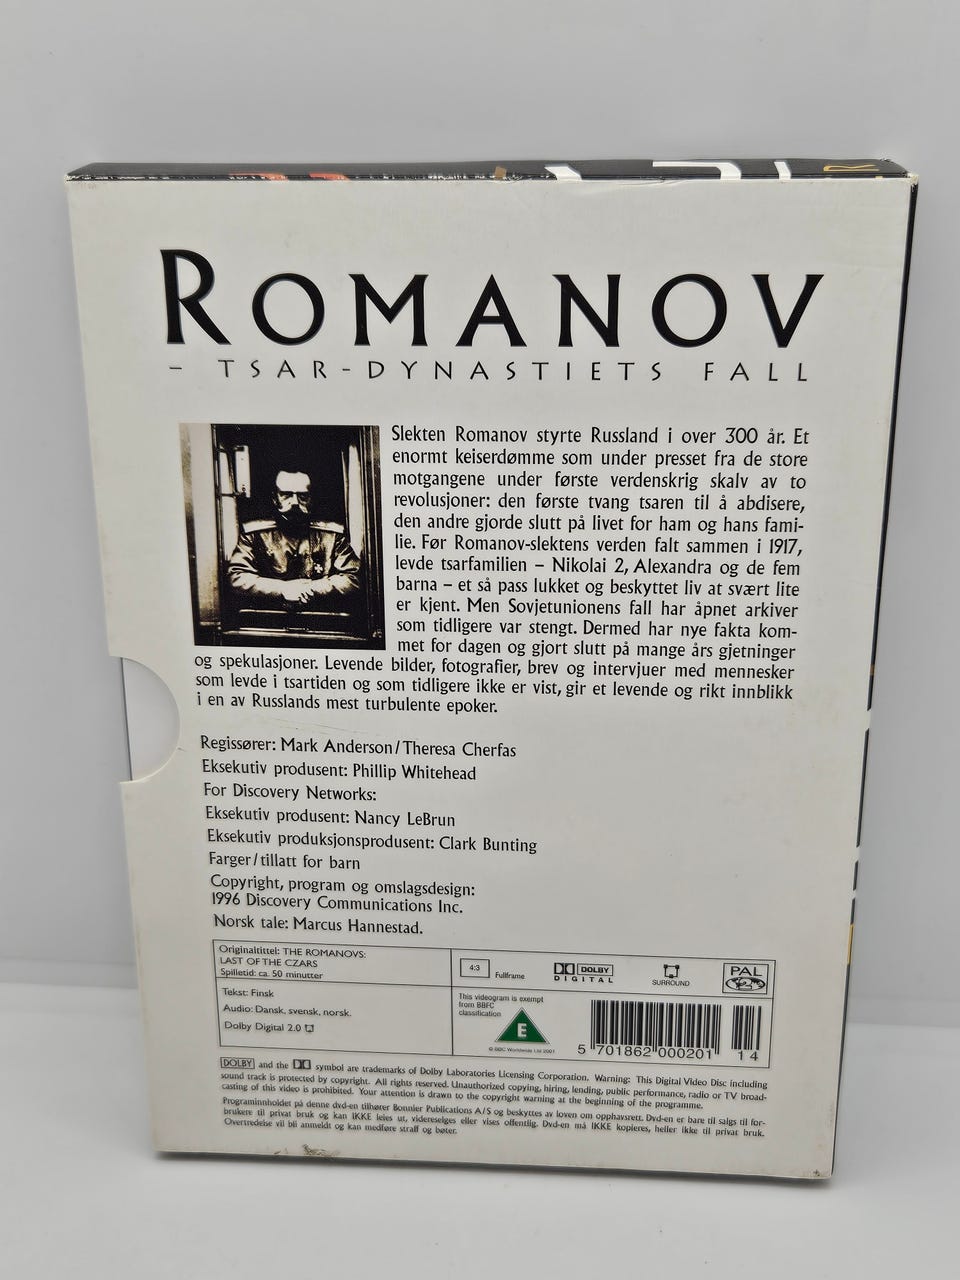 ROMANOV
– TSAR-DYNASTIETS FALL
Slekten Romanov styrte Russland i over 300 år. Et
enormt keiserdømme som under presset fra de store
motgangene under første verdenskrig skalv av to
revolusjoner: den første tvang tsaren til å abdisere,
den andre gjorde slutt på livet for ham og hans fami-
lie. Før Romanov-slektens verden falt sammen i 1917,
levde tsarfamilien – Nikolai 2, Alexandra og de fem
barna – et så pass lukket og beskyttet liv at svært lite
er kjent. Men Sovjetunionens fall har åpnet arkiver
som tidligere var stengt. Dermed har nye fakta kom-
met for dagen og gjort slutt på mange års gjetninger
og spekulasjoner. Levende bilder, fotografier, brev og intervjuer med mennesker
som levde i tsartiden og som tidligere ikke er vist, gir et levende og rikt innblikk
i en av Russlands mest turbulente epoker.
Regissører: Mark Anderson/Theresa Cherfas
Eksekutiv produsent: Phillip Whitehead
For Discovery Networks:
Eksekutiv produsent: Nancy LeBrun
Eksekutiv produksjonsprodusent: Clark Bunting
Farger/tillatt for barn
Copyright, program og omslagsdesign:
1996 Discovery Communications Inc.
Norsk tale: Marcus Hannestad.
Originaltittel: THE ROMANOVS:
LAST OF THE CZARS
Spilletid: ca. 50 minutter
Tekst: Finsk
Audio: Dansk, svensk, norsk.
Dolby Digital 2.0
4:3 Fullframe
DOLBY
DIGITAL
SURROUND
PAL
2
This videogram is exempt
from BBFC
classification
E
© BBC Worldwide Ltd 2001
5 701862 000201 14
DOLBY and the symbol are trademarks of Dolby Laboratories Licensing Corporation. Warning: This Digital Video Disc including
sound track is protected by copyright. All rights reserved. Unauthorized copying, hiring, lending, public performance, radio or TV broad-
casting of this video is prohibited. Your attention is drawn to the copyright warning at the beginning of the programme.
Programinnholdet på denne dvd-en tilhører Bonnier Publications A/S og beskyttes av loven om opphavsrett. Dvd-en er bare til salgs til for-
brukere til privat bruk og kan IKKE leies ut, videreselges eller vises offentlig. Dvd-en må IKKE kopieres, heller ikke til privat bruk.
Overtredelse vil bli anmeldt og kan medføre straff og bøter.